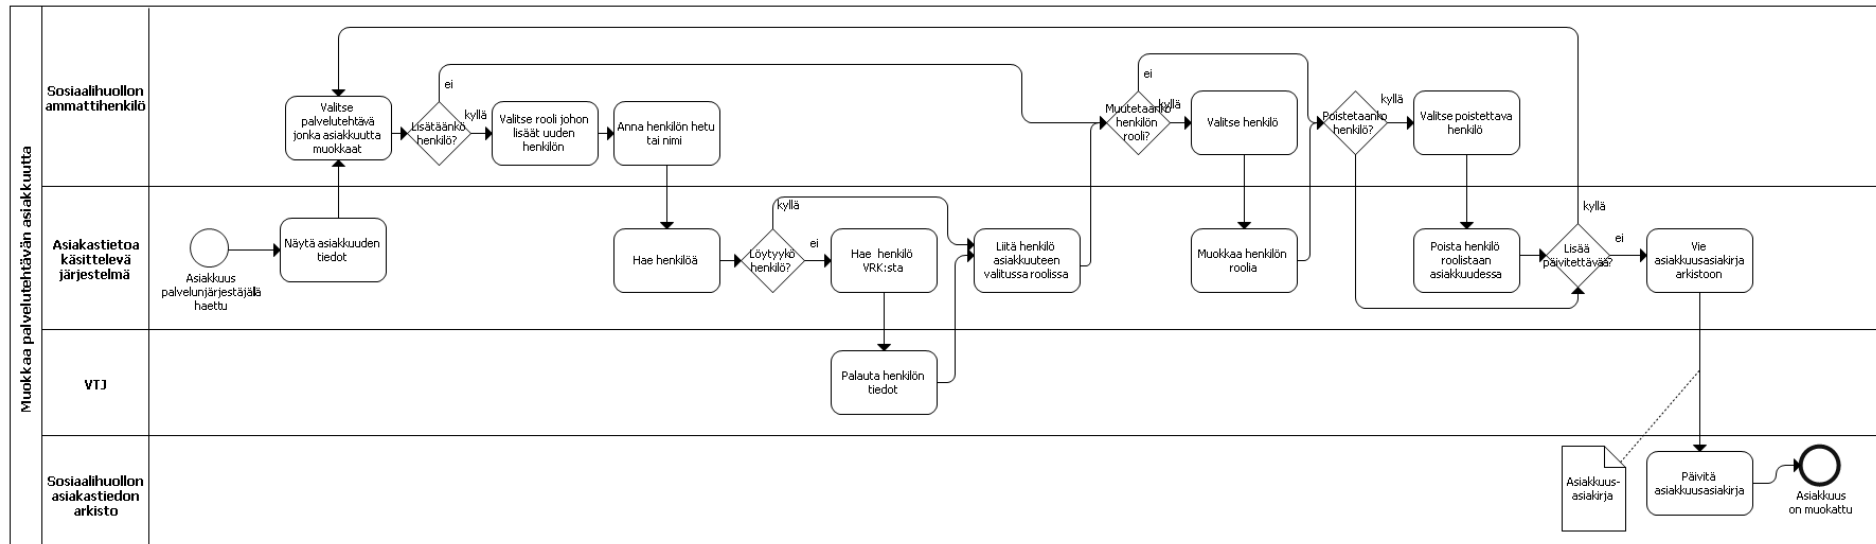 Muokkaa palvelutehtävän asiakkuutta
Sosiaalihuollon
ammattihenkilö
Valitse
palvelutehtävä
jonka asiakkuutta
muokkaat
Lisätäänkö
henkilö?
ei
kyllä
Valitse rooli johon
lisäät uuden
henkilön
Anna henkilön hetu
tai nimi
Muutetaanko
henkilön
rooli?
ei
kyllä
Valitse henkilö
Poistetaanko
henkilö?
kyllä
Valitse poistettava
henkilö
Asiakastietoa
käsittelevä
järjestelmä
Asiakkuus
palvelunjärjestäjällä
haettu
Näytä asiakkuuden
tiedot
Hae henkilöä
Löytyykö
henkilö?
kyllä
ei
Hae henkilö
VRK:sta
Liitä henkilö
asiakkuuteen
valitussa roolissa
Muokkaa henkilön
roolia
Poista henkilö
roolistaan
asiakkuudessa
Lisää
päivitettävää?
kyllä
ei
Vie
asiakkuusasiakirja
arkistoon
VTJ
Palauta henkilön
tiedot
Sosiaalihuollon
asiakastiedon
arkisto
Asiakkuus-
asiakirja
Päivitä
asiakkuusasiakirja
Asiakkuus
on muokattu